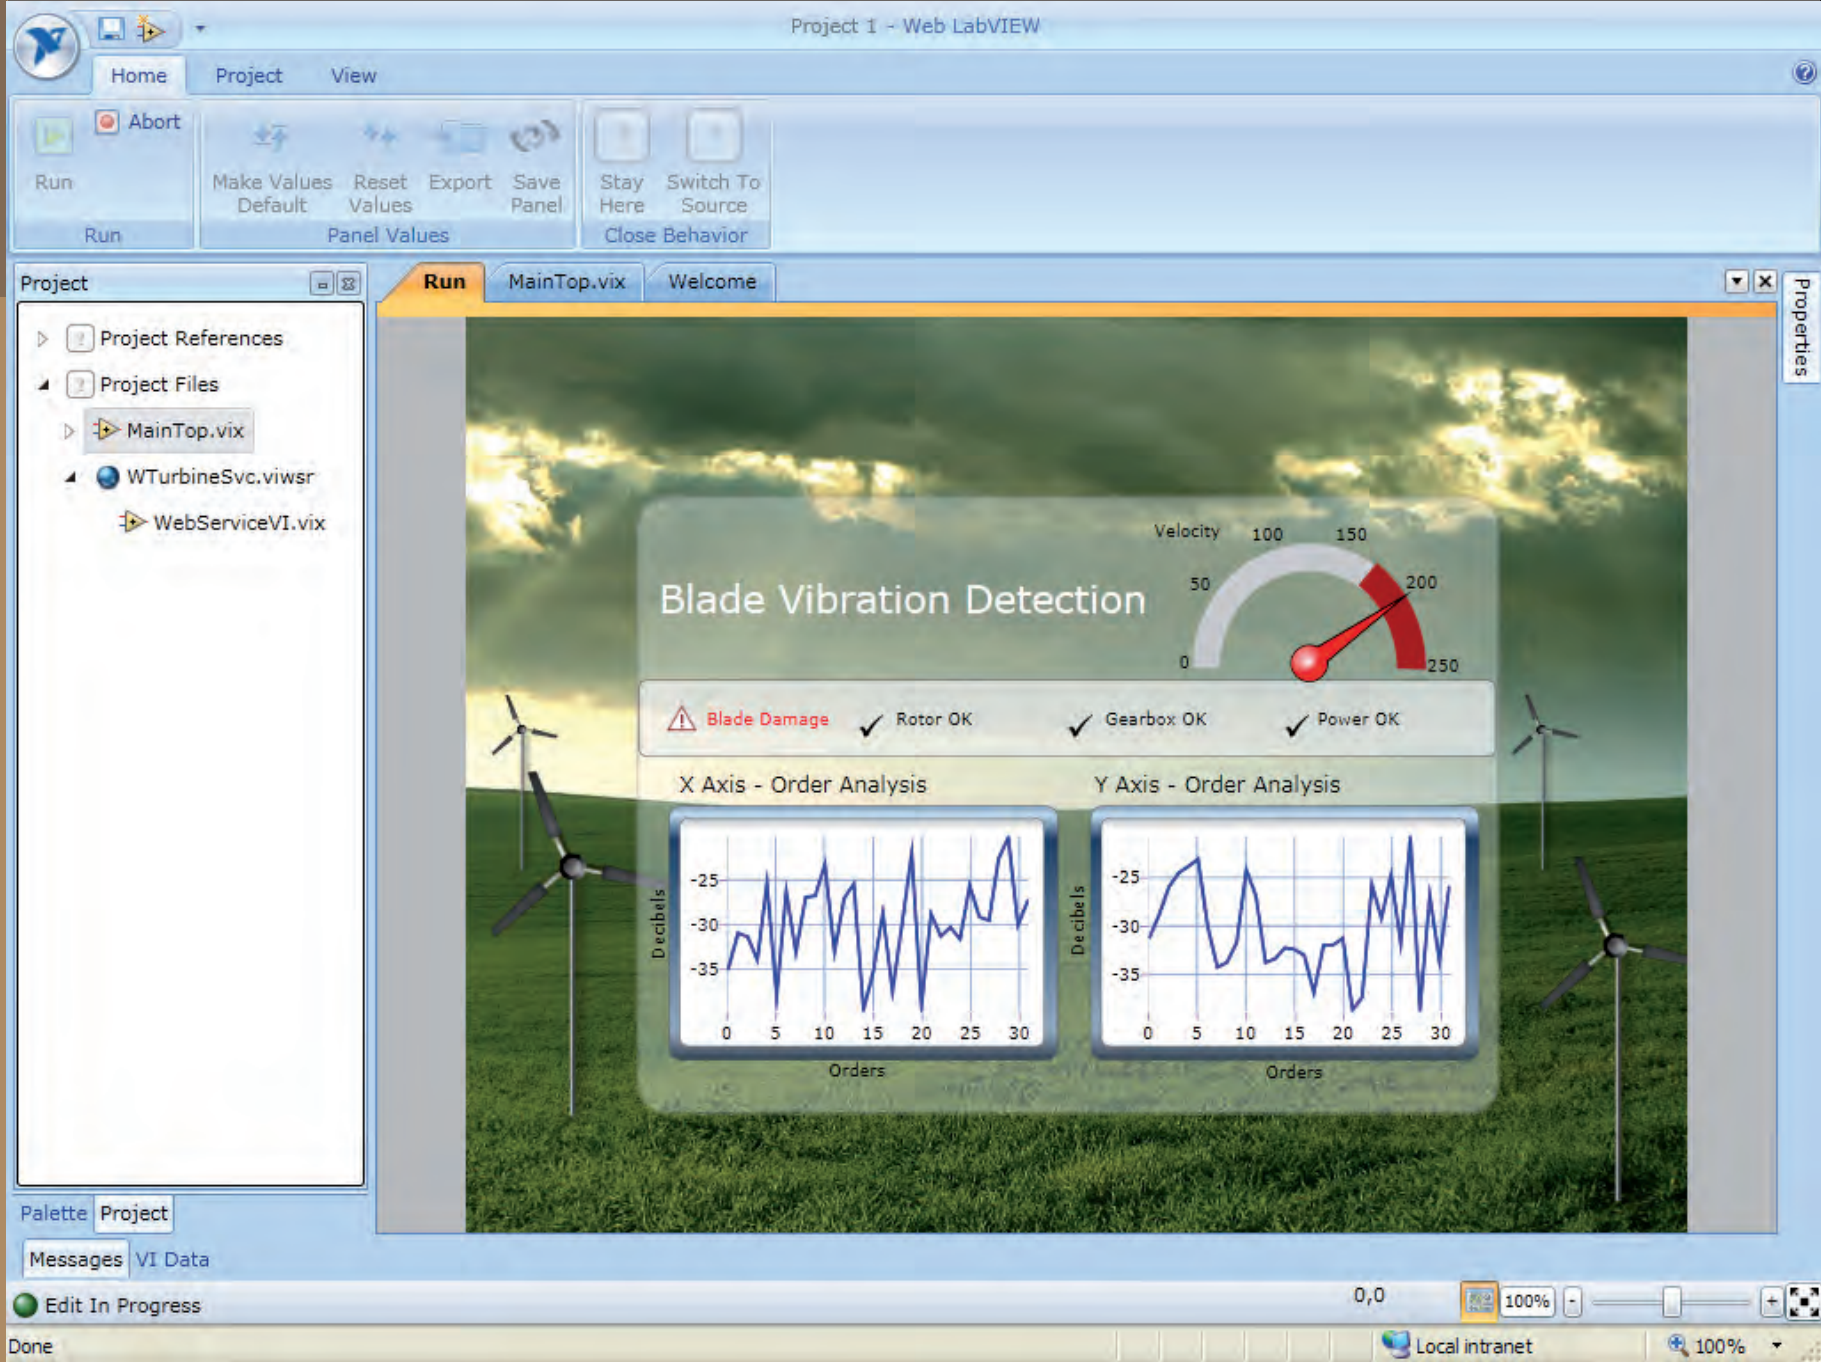 Project 1 - Web LabVIEW
Home Project View
Run
Abort
Make Values Default
Reset Values
Export
Save Panel
Stay Here
Switch To Source
Run
Panel Values
Close Behavior
Project
Project References
Project Files
MainTop.vix
WTurbineSvc.viwsr
WebServiceVI.vix
Palette Project
Run MainTop.vix Welcome
Properties
Blade Vibration Detection
Velocity
0
50
100
150
200
250
Blade Damage Rotor OK Gearbox OK Power OK
X Axis - Order Analysis
Decibels
-25
-30
-35
0 5 10 15 20 25 30
Orders
Y Axis - Order Analysis
Decibels
-25
-30
-35
0 5 10 15 20 25 30
Orders
Messages VI Data
Edit In Progress
0,0
100%
Done
Local intranet
100%